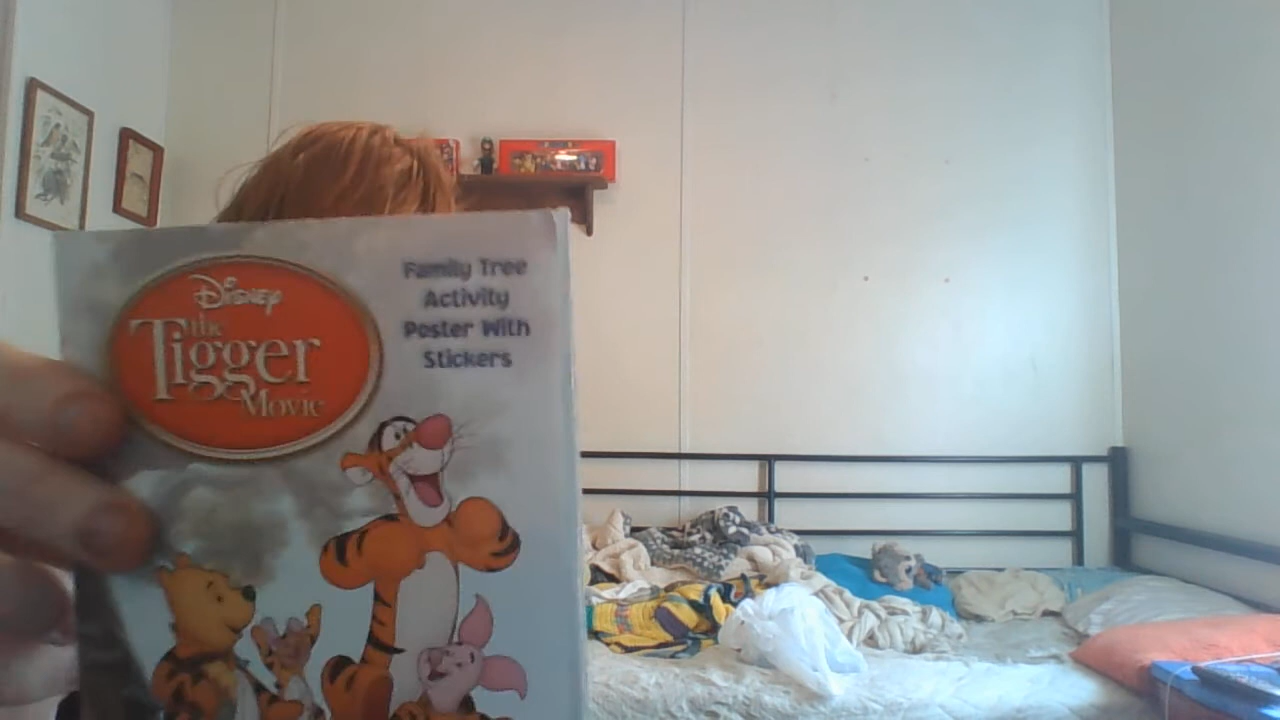 Disney
the
Tigger
Movie
Family Tree
Activity
Poster With
Stickers